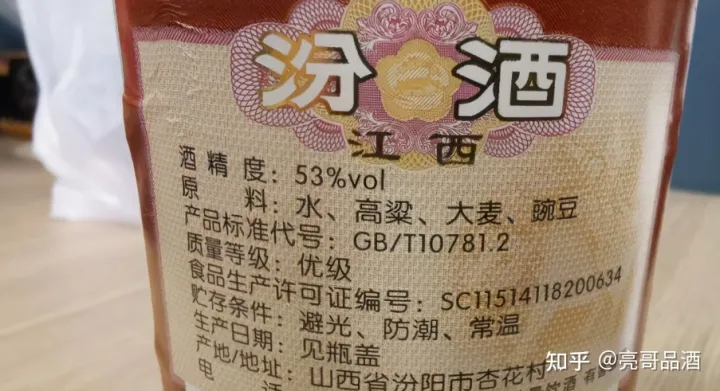 汾酒
江西
酒精度：53%vol
原料：水、高粱、大麦、豌豆
产品标准代号：GB/T10781.2
质量等级：优级
食品生产许可证编号：SC11514118200634
贮存条件：避光、防潮、常温
生产日期：见瓶盖
产地/地址：山西省汾阳市杏花村
电话
知乎 @亮哥品酒